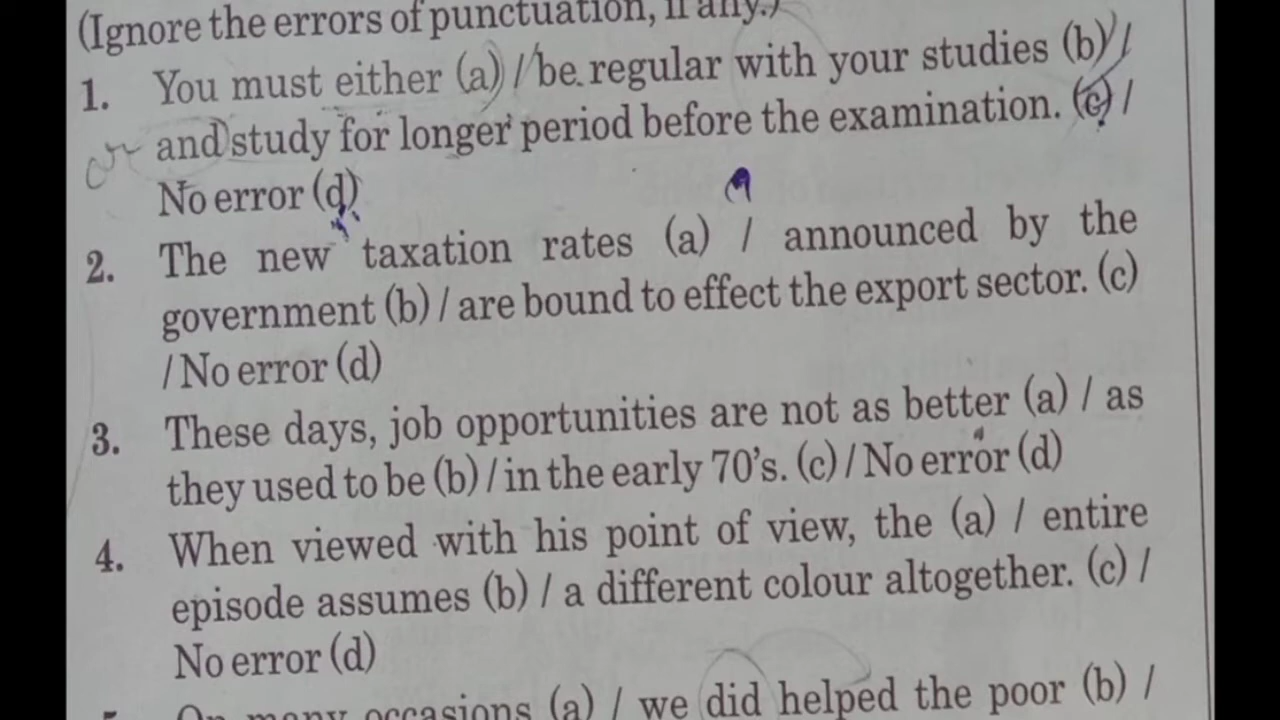 (Ignore the errors of punctuation, if any.)
1. You must either (a) / be regular with your studies (b) /
or and study for longer period before the examination. (c) /
No error (d)
2. The new taxation rates (a) / announced by the
government (b) / are bound to effect the export sector. (c)
/ No error (d)
3. These days, job opportunities are not as better (a) / as
they used to be (b) / in the early 70's. (c) / No error (d)
4. When viewed with his point of view, the (a) / entire
episode assumes (b) / a different colour altogether. (c) /
No error (d)
5. On many occasions (a) / we did helped the poor (b) /